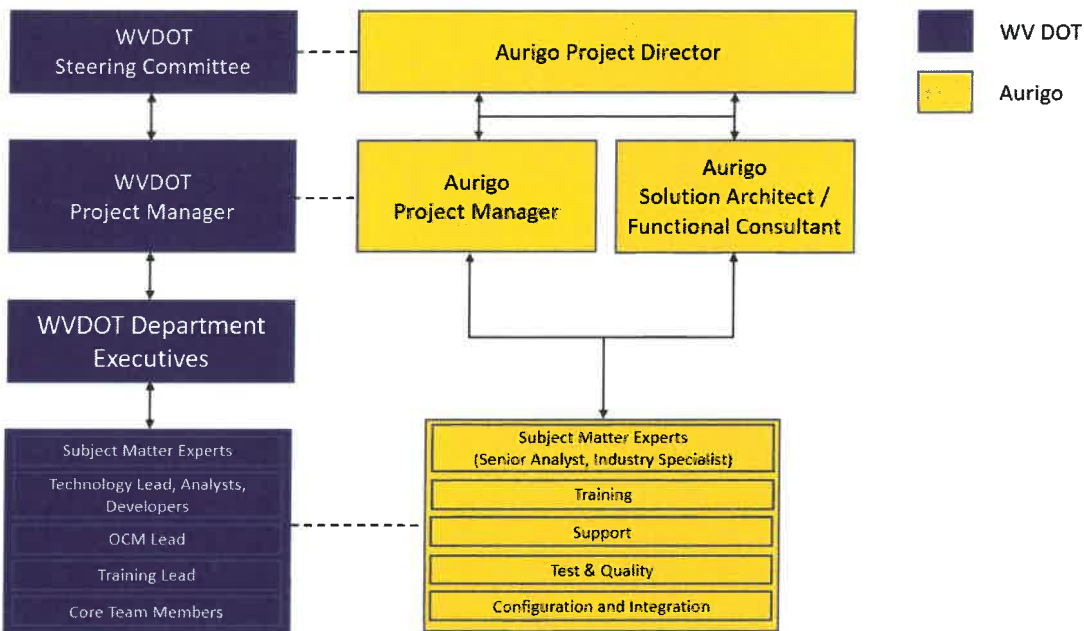 WVDOT
Steering Committee
Aurigo Project Director
WV DOT
Aurigo
WVDOT
Project Manager
Aurigo
Project Manager
Aurigo
Solution Architect /
Functional Consultant
WVDOT Department
Executives
Subject Matter Experts
Technology Lead, Analysts,
Developers
OCM Lead
Training Lead
Core Team Members
Subject Matter Experts
(Senior Analyst, Industry Specialist)
Training
Support
Test & Quality
Configuration and Integration